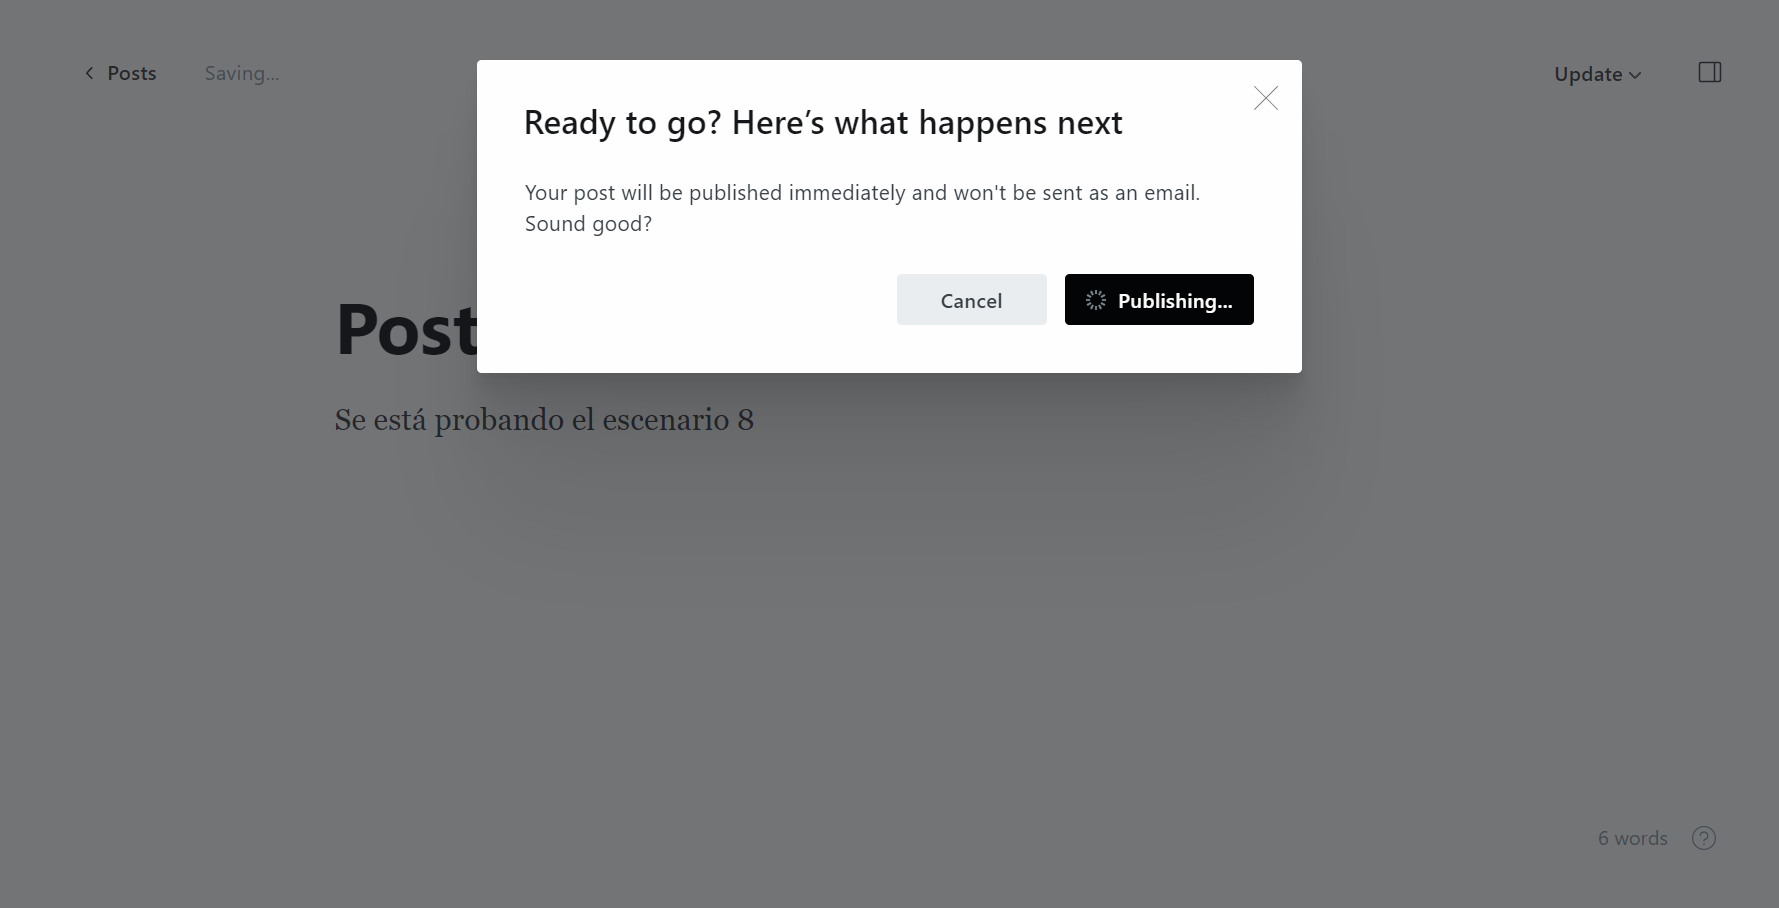 Posts
Saving...
Update
Ready to go? Here’s what happens next
Your post will be published immediately and won't be sent as an email.
Sound good?
Cancel
Publishing...
Post
Se está probando el escenario 8
6 words
?